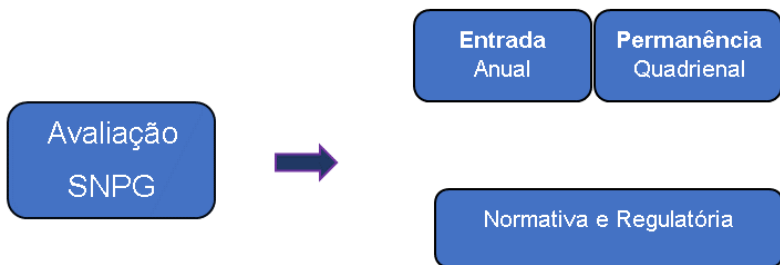 Avaliação
SNPG
Entrada
Anual
Permanência
Quadrienal
Normativa e Regulatória